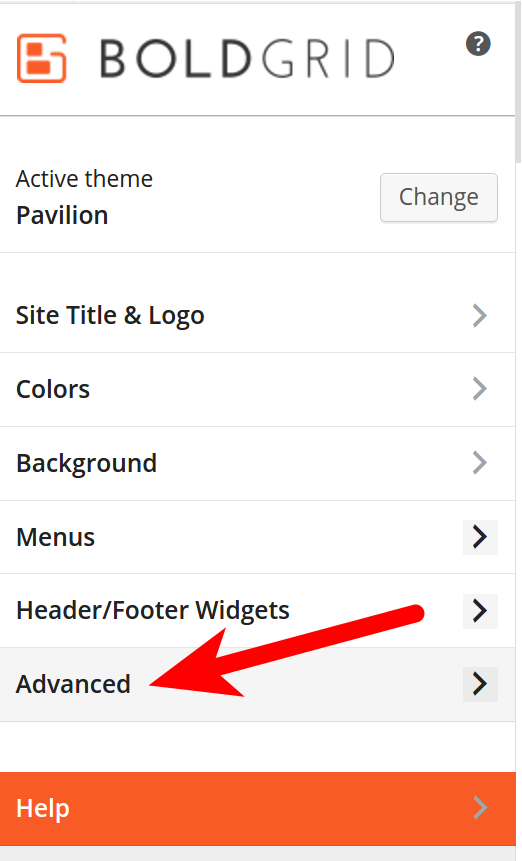 BOLDGRID
?
Active theme
Pavilion
Change
Site Title & Logo
Colors
Background
Menus
Header/Footer Widgets
Advanced
Help